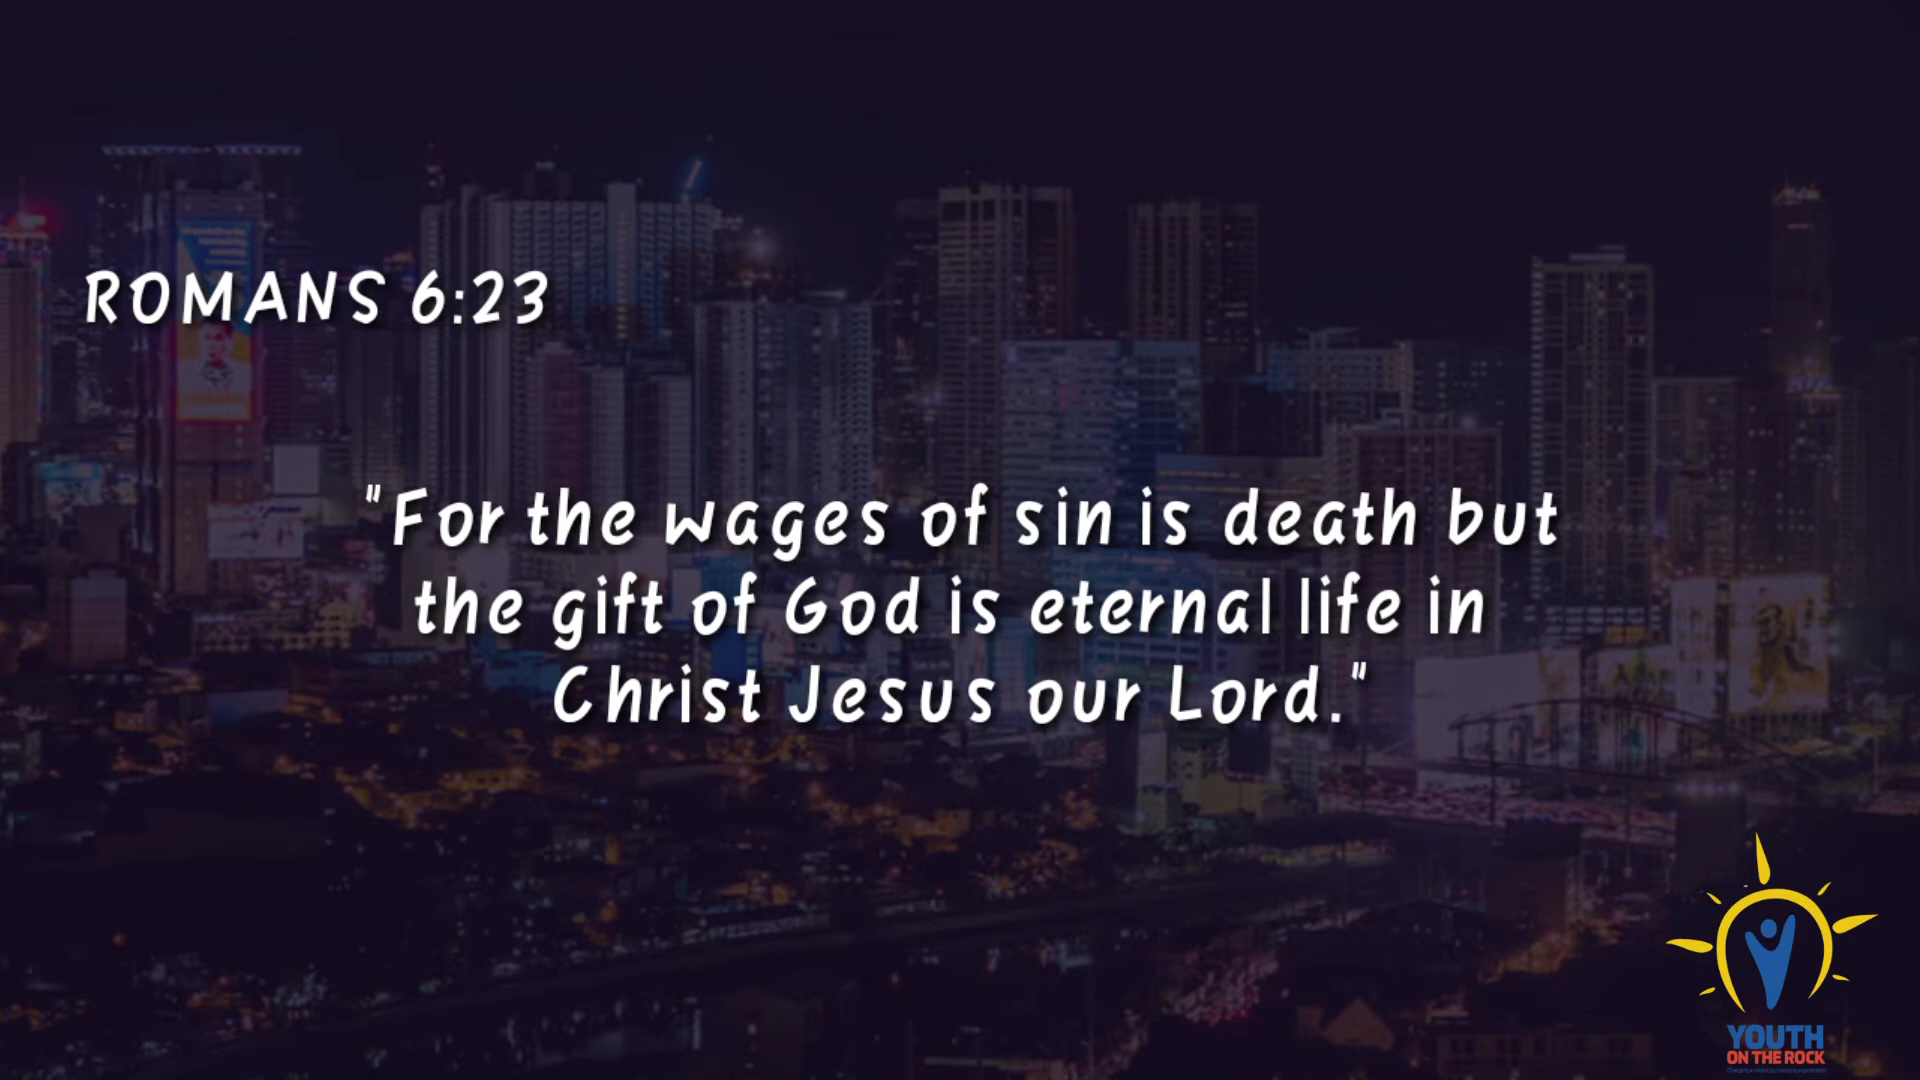 ROMANS 6:23
"For the wages of sin is death but
the gift of God is eternal life in
Christ Jesus our Lord."
YOUTH
ON THE ROCK